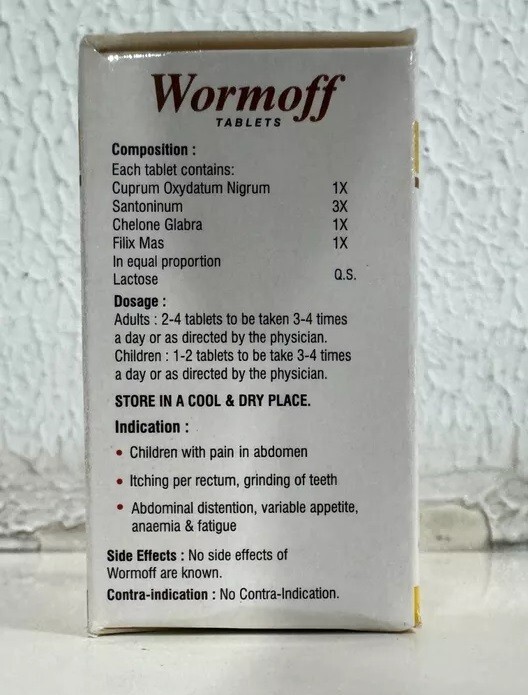 Wormoff
TABLETS
Composition :
Each tablet contains:
Cuprum Oxydatum Nigrum 1X
Santoninum 3X
Chelone Glabra 1X
Filix Mas 1X
In equal proportion
Lactose Q.S.
Dosage :
Adults : 2-4 tablets to be taken 3-4 times
a day or as directed by the physician.
Children : 1-2 tablets to be take 3-4 times
a day or as directed by the physician.
STORE IN A COOL & DRY PLACE.
Indication :
• Children with pain in abdomen
• Itching per rectum, grinding of teeth
• Abdominal distention, variable appetite,
anaemia & fatigue
Side Effects : No side effects of
Wormoff are known.
Contra-indication : No Contra-Indication.